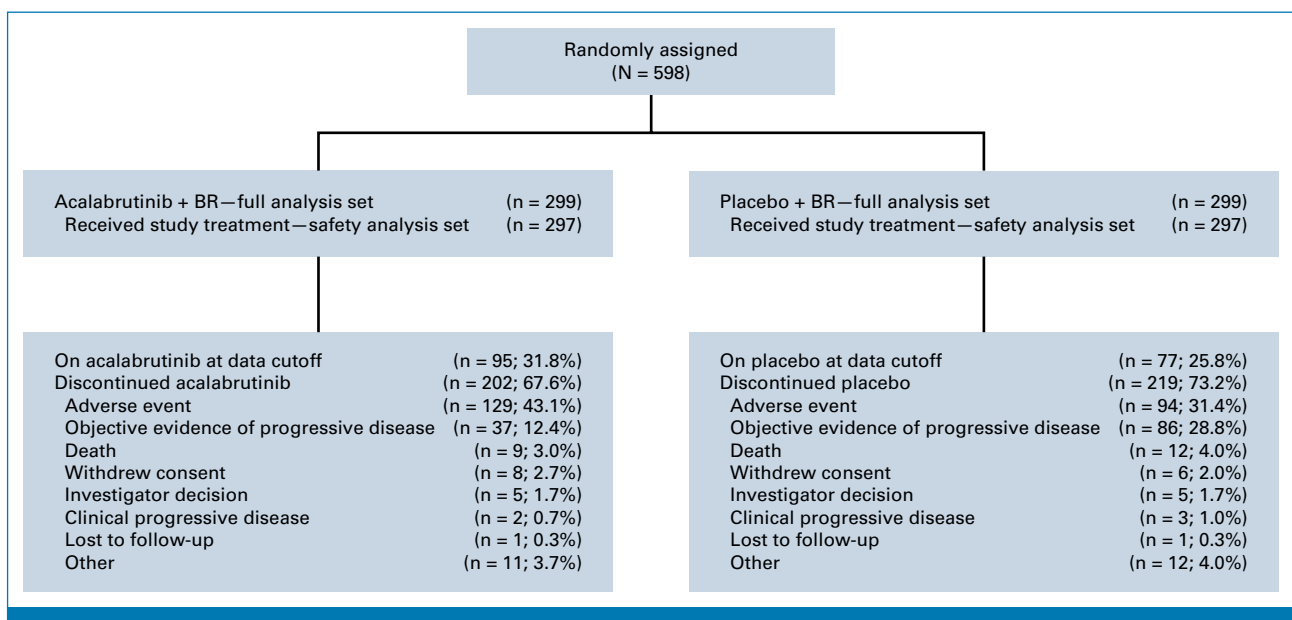 Randomly assigned
(N = 598)
Acalabrutinib + BR—full analysis set (n = 299)
Received study treatment—safety analysis set (n = 297)
Placebo + BR—full analysis set (n = 299)
Received study treatment—safety analysis set (n = 297)
On acalabrutinib at data cutoff (n = 95; 31.8%)
Discontinued acalabrutinib (n = 202; 67.6%)
Adverse event (n = 129; 43.1%)
Objective evidence of progressive disease (n = 37; 12.4%)
Death (n = 9; 3.0%)
Withdrew consent (n = 8; 2.7%)
Investigator decision (n = 5; 1.7%)
Clinical progressive disease (n = 2; 0.7%)
Lost to follow-up (n = 1; 0.3%)
Other (n = 11; 3.7%)
On placebo at data cutoff (n = 77; 25.8%)
Discontinued placebo (n = 219; 73.2%)
Adverse event (n = 94; 31.4%)
Objective evidence of progressive disease (n = 86; 28.8%)
Death (n = 12; 4.0%)
Withdrew consent (n = 6; 2.0%)
Investigator decision (n = 5; 1.7%)
Clinical progressive disease (n = 3; 1.0%)
Lost to follow-up (n = 1; 0.3%)
Other (n = 12; 4.0%)